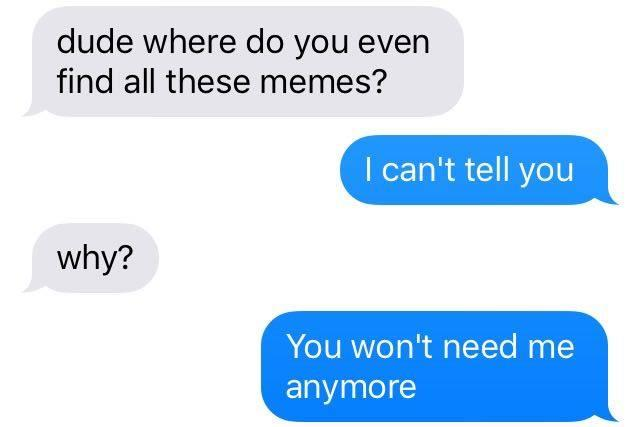 dude where do you even
find all these memes?
I can't tell you
why?
You won't need me
anymore